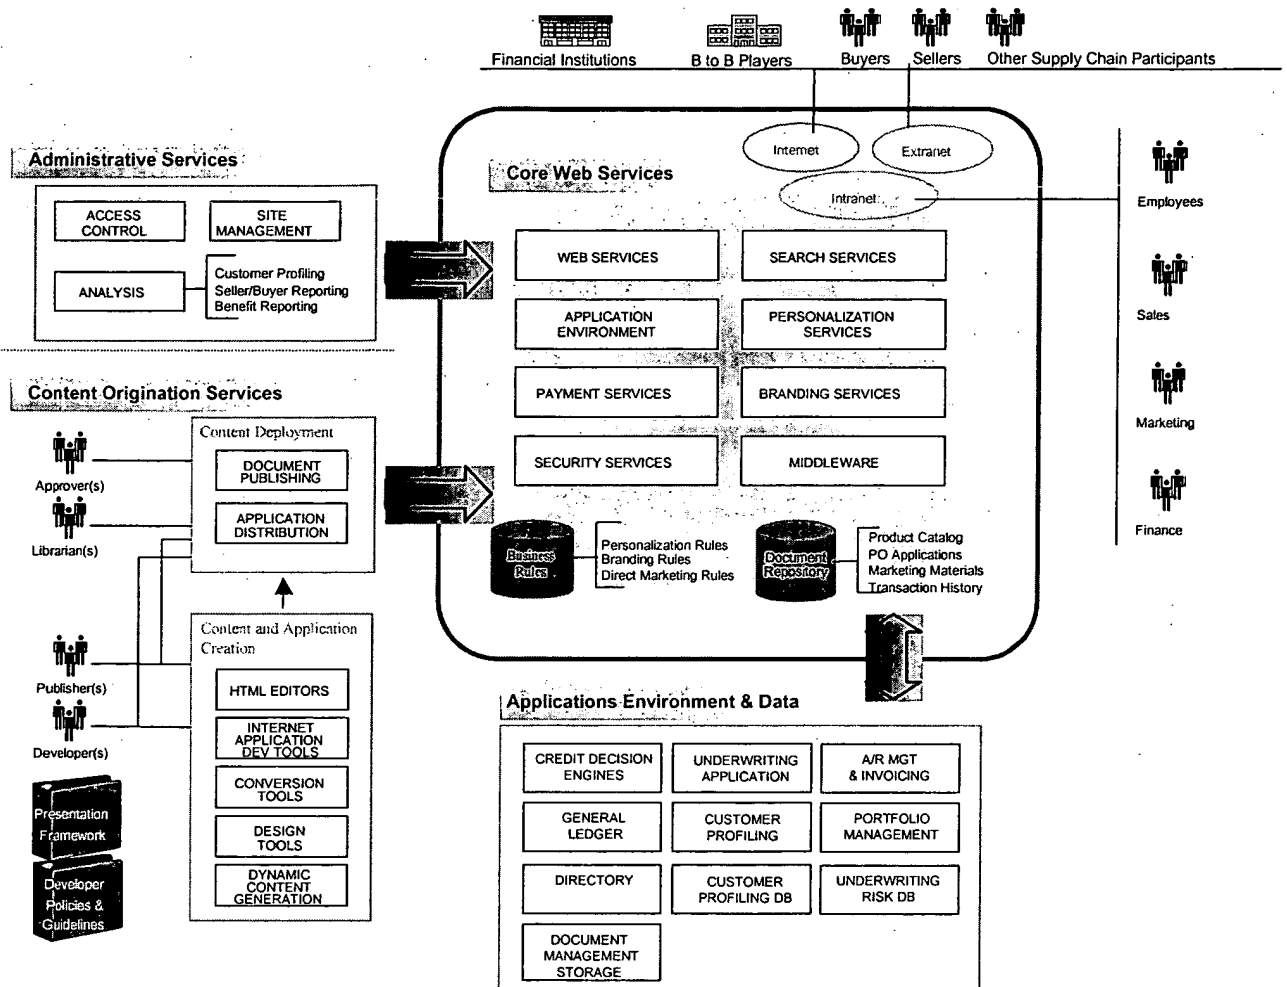 Financial Institutions
B to B Players
Buyers
Sellers
Other Supply Chain Participants
Internet
Extranet
Intranet
Administrative Services
ACCESS
CONTROL
SITE
MANAGEMENT
ANALYSIS
Customer Profiling
Seller/Buyer Reporting
Benefit Reporting
Core Web Services
WEB SERVICES
SEARCH SERVICES
APPLICATION
ENVIRONMENT
PERSONALIZATION
SERVICES
PAYMENT SERVICES
BRANDING SERVICES
SECURITY SERVICES
MIDDLEWARE
Business
Rules
Personalization Rules
Branding Rules
Direct Marketing Rules
Document
Repository
Product Catalog
PO Applications
Marketing Materials
Transaction History
Employees
Sales
Marketing
Finance
Content Origination Services
Approver(s)
Librarian(s)
Content Deployment
DOCUMENT
PUBLISHING
APPLICATION
DISTRIBUTION
Publisher(s)
Developer(s)
Content and Application
Creation
HTML EDITORS
INTERNET
APPLICATION
DEV TOOLS
CONVERSION
TOOLS
DESIGN
TOOLS
DYNAMIC
CONTENT
GENERATION
Presentation
Framework
Developer
Policies &
Guidelines
Applications Environment & Data
CREDIT DECISION
ENGINES
UNDERWRITING
APPLICATION
A/R MGT
& INVOICING
GENERAL
LEDGER
CUSTOMER
PROFILING
PORTFOLIO
MANAGEMENT
DIRECTORY
CUSTOMER
PROFILING DB
UNDERWRITING
RISK DB
DOCUMENT
MANAGEMENT
STORAGE